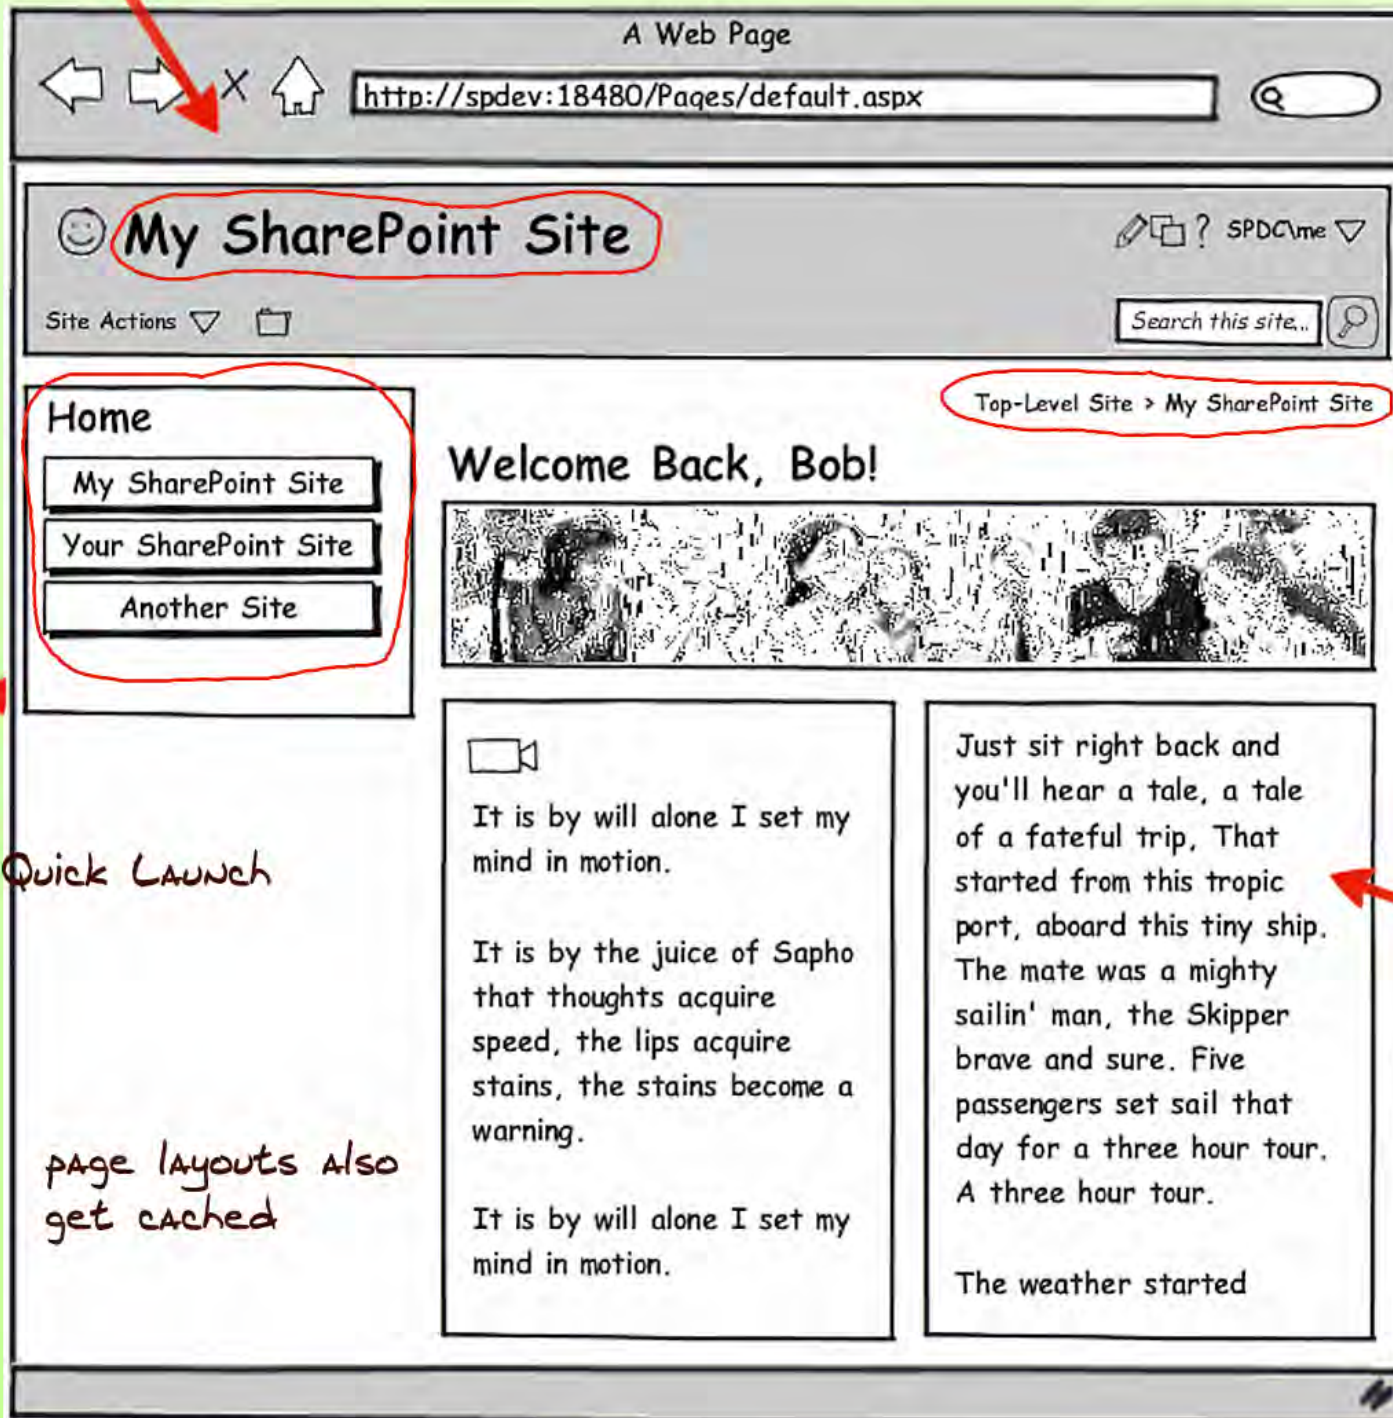 A Web Page
http://spdev:18480/Pages/default.aspx
My SharePoint Site
? SPDC\me
Site Actions
Search this site...
Top-Level Site > My SharePoint Site
Home
My SharePoint Site
Your SharePoint Site
Another Site
Welcome Back, Bob!
It is by will alone I set my
mind in motion.
It is by the juice of Sapho
that thoughts acquire
speed, the lips acquire
stains, the stains become a
warning.
It is by will alone I set my
mind in motion.
Just sit right back and
you'll hear a tale, a tale
of a fateful trip, That
started from this tropic
port, aboard this tiny ship.
The mate was a mighty
sailin' man, the Skipper
brave and sure. Five
passengers set sail that
day for a three hour tour.
A three hour tour.
The weather started
Quick Launch
page layouts also
get cached